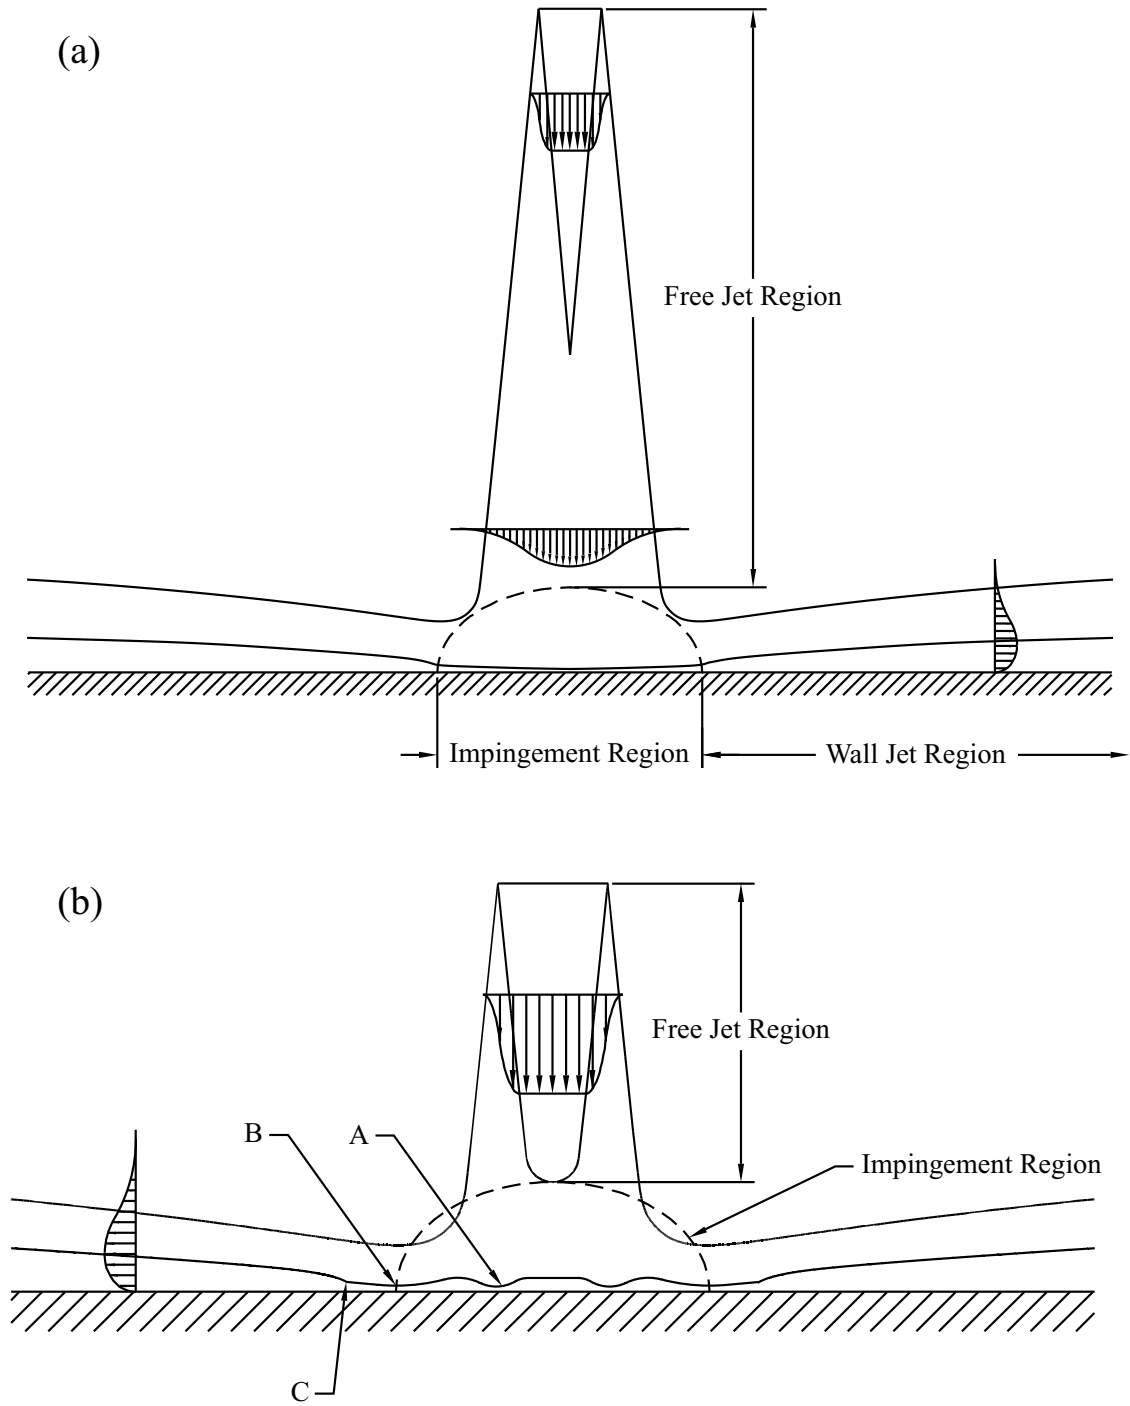 (a)
Free Jet Region
Impingement Region
Wall Jet Region
(b)
Free Jet Region
B
A
Impingement Region
C